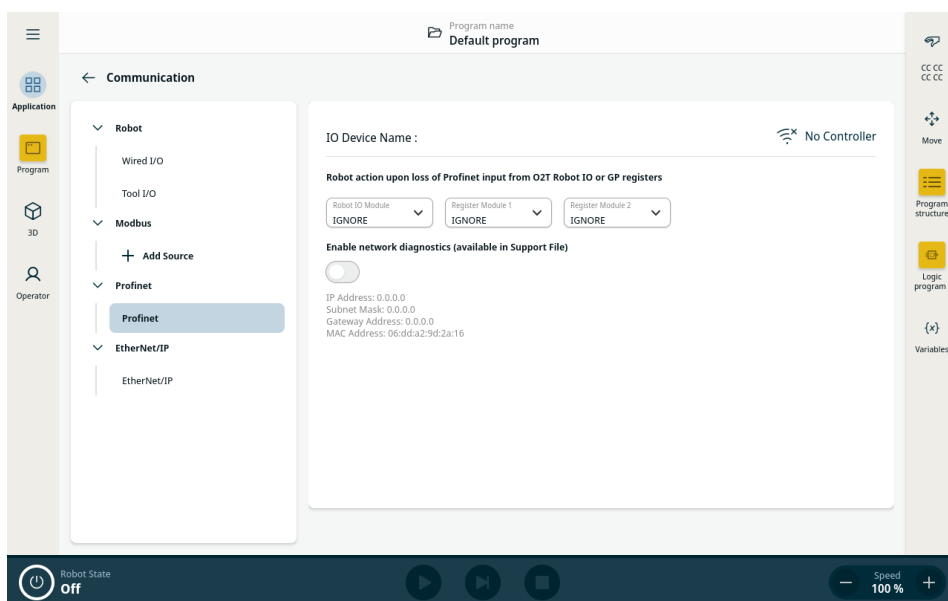 Program name
Default program
Communication
Application
Program
3D
Operator
Robot
Wired I/O
Tool I/O
Modbus
Add Source
Profinet
Profinet
EtherNet/IP
EtherNet/IP
IO Device Name :
No Controller
Robot action upon loss of Profinet input from O2T Robot IO or GP registers
Robot IO Module
IGNORE
Register Module 1
IGNORE
Register Module 2
IGNORE
Enable network diagnostics (available in Support File)
IP Address: 0.0.0.0
Subnet Mask: 0.0.0.0
Gateway Address: 0.0.0.0
MAC Address: 06:dd:a2:9d:2a:16
CC CC
CC CC
Move
Program
structure
Logic
program
{x}
Variables
Robot State
Off
Speed
100 %